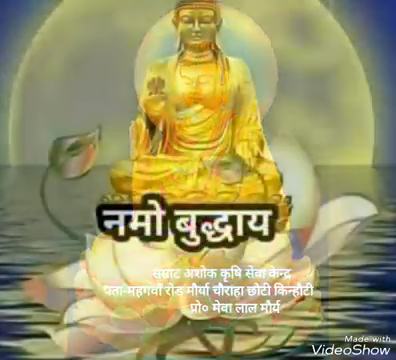 नमो बुद्धाय
सम्राट अशोक कृषि सेवा केन्द्र
पता-महगवाँ रोड मौर्या चौराहा छोटी किन्हौटी
प्रो० मेवा लाल मौर्य
Made with
VideoShow